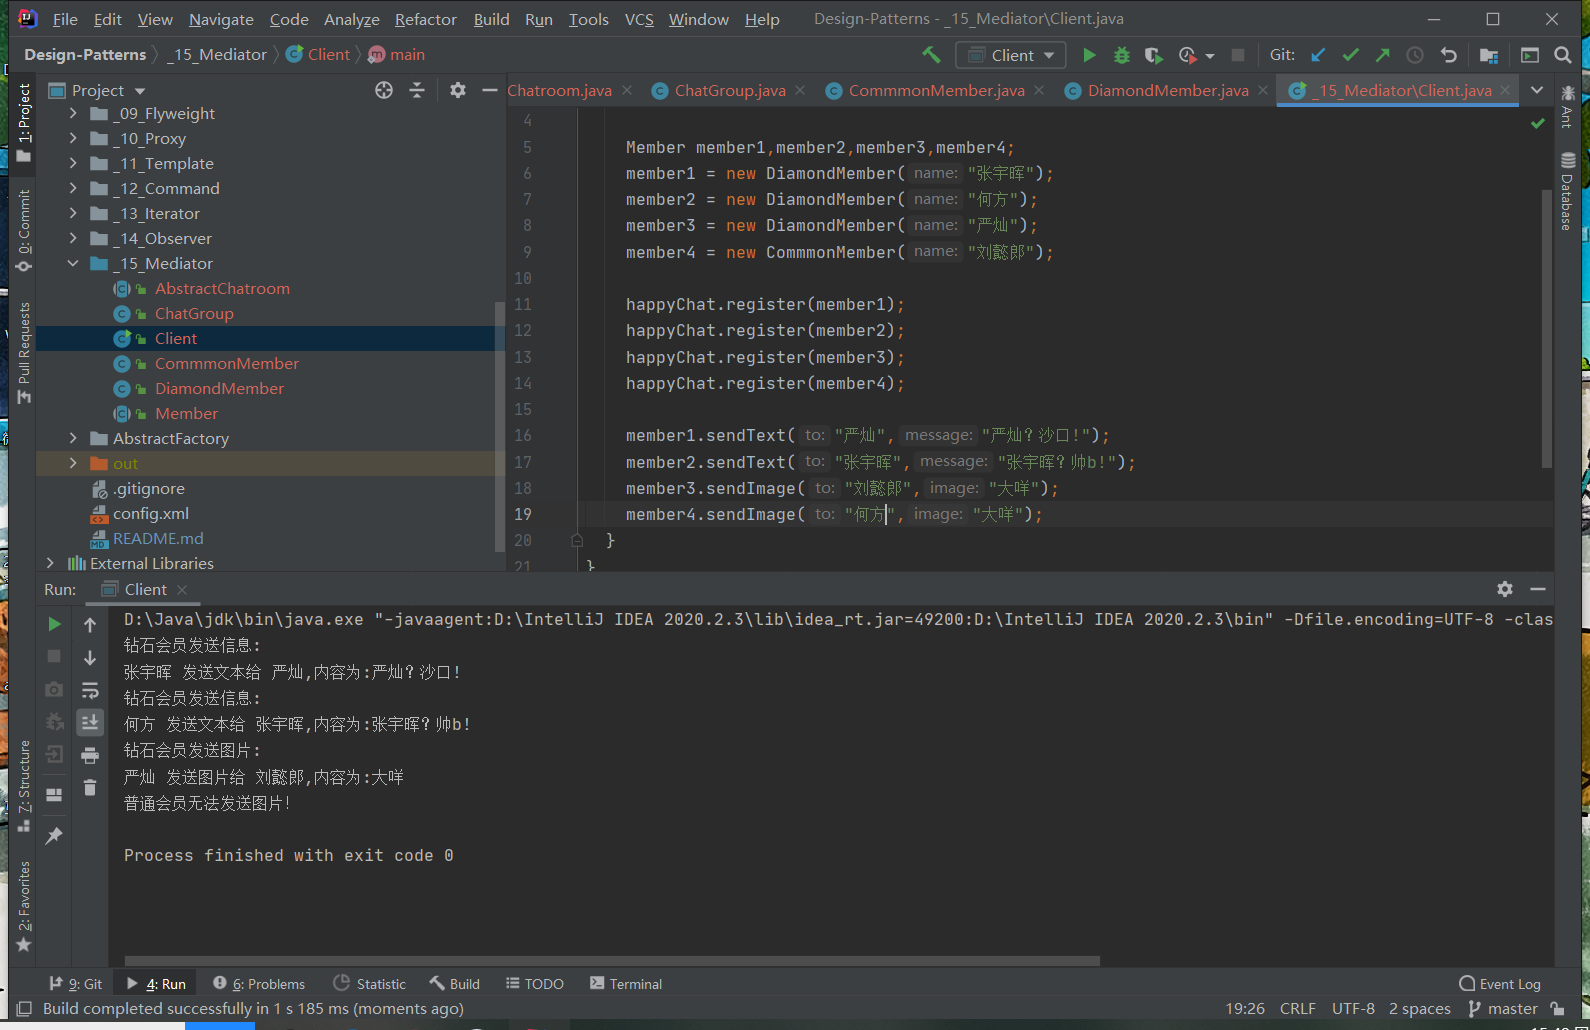 File Edit View Navigate Code Analyze Refactor Build Run Tools VCS Window Help Design-Patterns - _15_Mediator\Client.java
Design-Patterns _15_Mediator Client main
Client
Git:
1: Project
0: Commit
Pull Requests
Z: Structure
2: Favorites
Project
_09_Flyweight
_10_Proxy
_11_Template
_12_Command
_13_Iterator
_14_Observer
_15_Mediator
AbstractChatroom
ChatGroup
Client
CommmonMember
DiamondMember
Member
AbstractFactory
out
.gitignore
config.xml
README.md
External Libraries
Chatroom.java ChatGroup.java CommmonMember.java DiamondMember.java _15_Mediator\Client.java
4
5 Member member1,member2,member3,member4;
6 member1 = new DiamondMember( name: "张宇晖");
7 member2 = new DiamondMember( name: "何方");
8 member3 = new DiamondMember( name: "严灿");
9 member4 = new CommmonMember( name: "刘懿郎");
10
11 happyChat.register(member1);
12 happyChat.register(member2);
13 happyChat.register(member3);
14 happyChat.register(member4);
15
16 member1.sendText( to: "严灿", message: "严灿？沙口!");
17 member2.sendText( to: "张宇晖", message: "张宇晖？帅b!");
18 member3.sendImage( to: "刘懿郎", image: "大咩");
19 member4.sendImage( to: "何方", image: "大咩");
20 }
21 }
Ant
Database
Run: Client
D:\Java\jdk\bin\java.exe "-javaagent:D:\IntelliJ IDEA 2020.2.3\lib\idea_rt.jar=49200:D:\IntelliJ IDEA 2020.2.3\bin" -Dfile.encoding=UTF-8 -clas
钻石会员发送信息:
张宇晖 发送文本给 严灿,内容为:严灿？沙口!
钻石会员发送信息:
何方 发送文本给 张宇晖,内容为:张宇晖？帅b!
钻石会员发送图片:
严灿 发送图片给 刘懿郎,内容为:大咩
普通会员无法发送图片!
Process finished with exit code 0
9: Git 4: Run 6: Problems Statistic Build TODO Terminal Event Log
Build completed successfully in 1 s 185 ms (moments ago) 19:26 CRLF UTF-8 2 spaces master